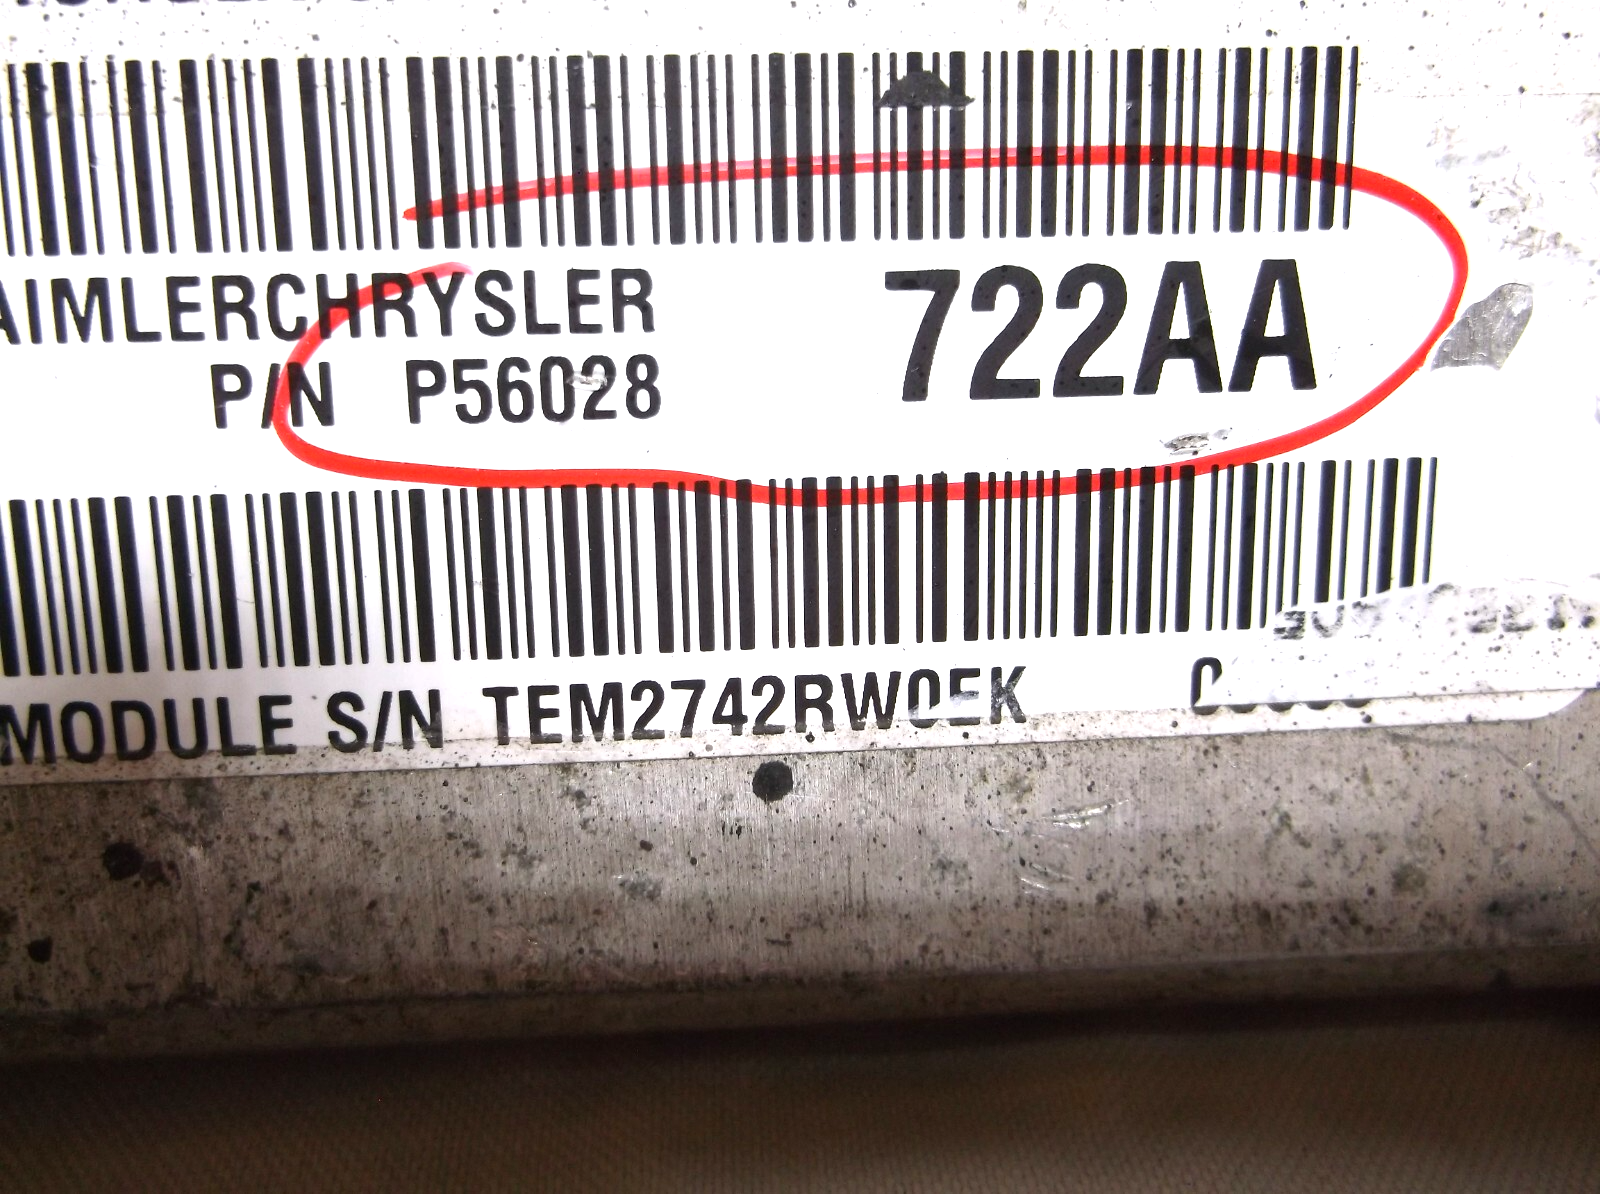 AIMLERCHRYSLER
P/N P56028 722AA
MODULE S/N TEM2742RW0EK